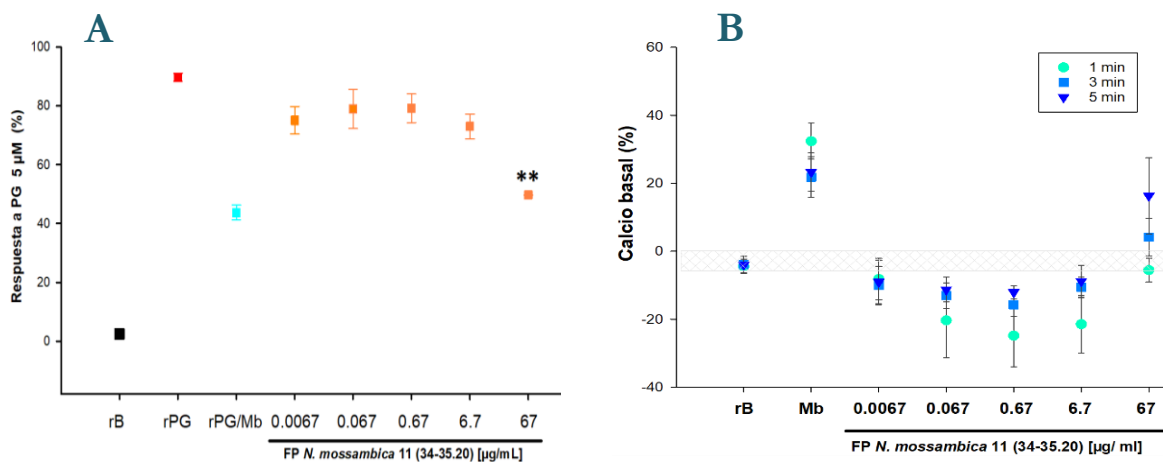 A
Respuesta a PG 5 µM (%)
100
80
60
40
20
0
**
rB rPG rPG/Mb 0.0067 0.067 0.67 6.7 67
FP N. mossambica 11 (34-35.20) [µg/mL]
B
Calcio basal (%)
60
40
20
0
-20
-40
1 min
3 min
5 min
rB Mb 0.0067 0.067 0.67 6.7 67
FP N. mossambica 11 (34-35.20) [µg/ ml]